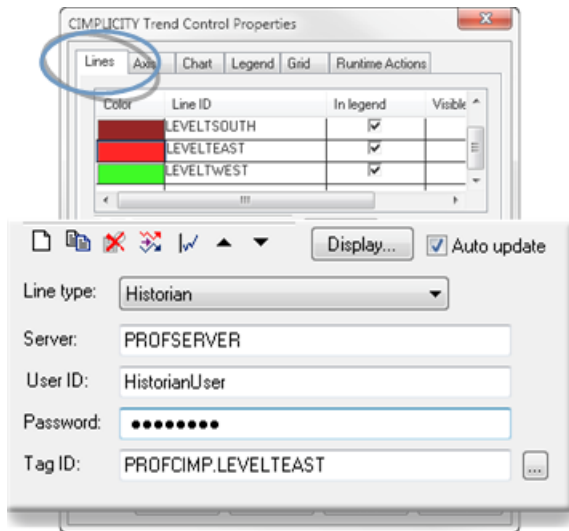 CIMPLICITY Trend Control Properties
Lines Axis Chart Legend Grid Runtime Actions
Color Line ID In legend Visible
LEVELTSOUTH
LEVELTEAST
LEVELTWEST
Display... Auto update
Line type: Historian
Server: PROFSERVER
User ID: HistorianUser
Password: ●●●●●●●●
Tag ID: PROFCIMP.LEVELTEAST ...